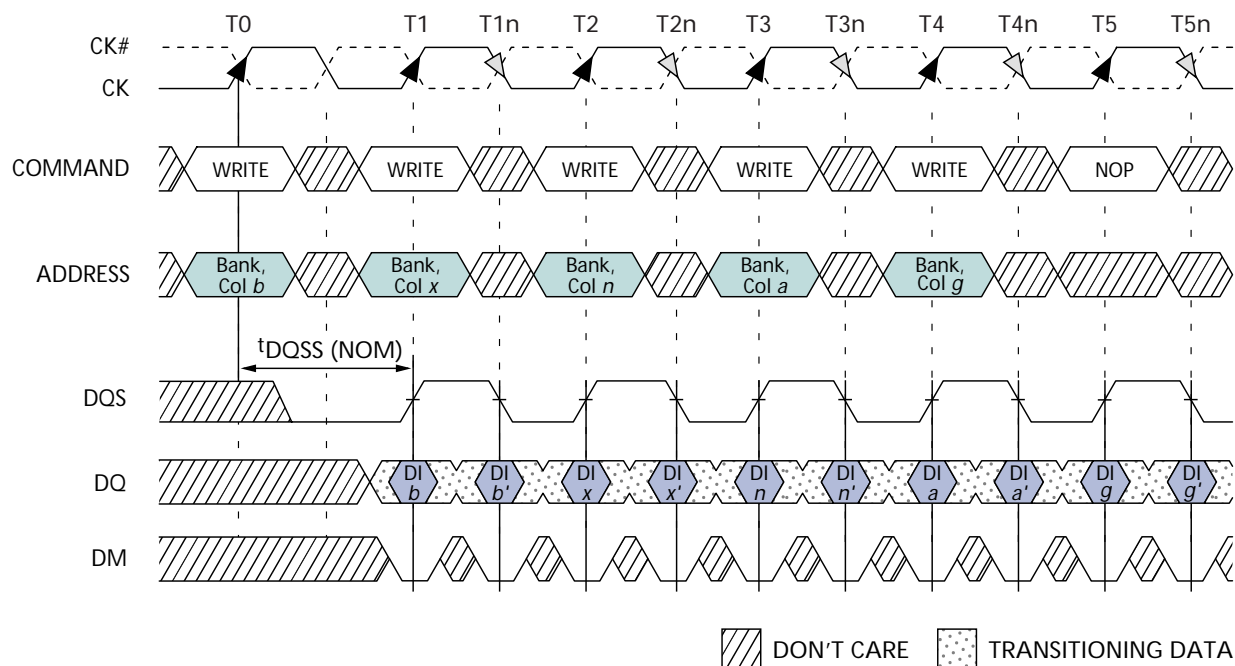 T0 T1 T1n T2 T2n T3 T3n T4 T4n T5 T5n
CK#
CK
COMMAND WRITE WRITE WRITE WRITE WRITE NOP
ADDRESS
Bank, Col b
Bank, Col x
Bank, Col n
Bank, Col a
Bank, Col g
tDQSS (NOM)
DQS
DQ
DI b
DI b'
DI x
DI x'
DI n
DI n'
DI a
DI a'
DI g
DI g'
DM
DON'T CARE
TRANSITIONING DATA